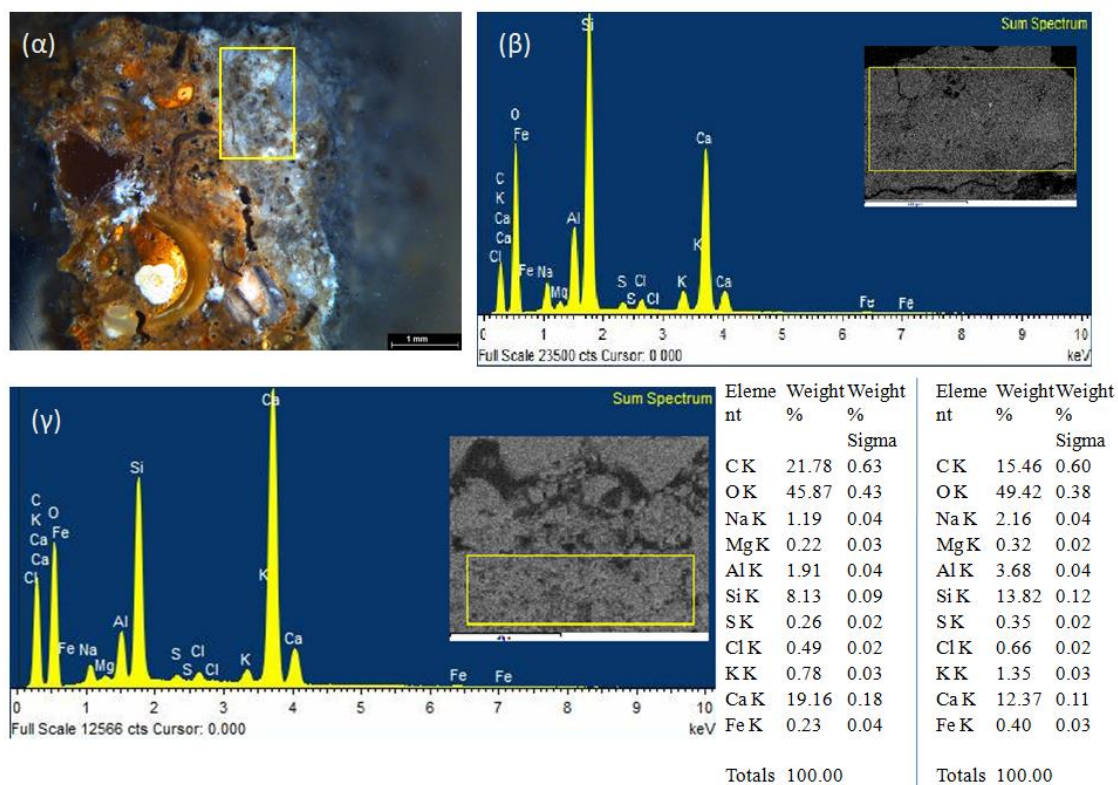 (α)
1 mm
(β)
Sum Spectrum
Si
O
Fe
Ca
C
K
Ca
Ca
Cl
Fe
Na
Mg
Al
S
S
Cl
Cl
K
K
Ca
Fe
Fe
0 1 2 3 4 5 6 7 8 9 10
Full Scale 23500 cts Cursor: 0.000
keV
(γ)
Sum Spectrum
Ca
Si
C
K
O
Ca
Fe
Ca
Cl
Fe
Na
Mg
Al
S
S
Cl
Cl
K
K
Ca
Fe
Fe
0 1 2 3 4 5 6 7 8 9 10
Full Scale 12566 cts Cursor: 0.000
keV
Eleme Weight Weight
nt % %
Sigma
C K 21.78 0.63
O K 45.87 0.43
Na K 1.19 0.04
Mg K 0.22 0.03
Al K 1.91 0.04
Si K 8.13 0.09
S K 0.26 0.02
Cl K 0.49 0.02
K K 0.78 0.03
Ca K 19.16 0.18
Fe K 0.23 0.04
Totals 100.00
Eleme Weight Weight
nt % %
Sigma
C K 15.46 0.60
O K 49.42 0.38
Na K 2.16 0.04
Mg K 0.32 0.02
Al K 3.68 0.04
Si K 13.82 0.12
S K 0.35 0.02
Cl K 0.66 0.02
K K 1.35 0.03
Ca K 12.37 0.11
Fe K 0.40 0.03
Totals 100.00